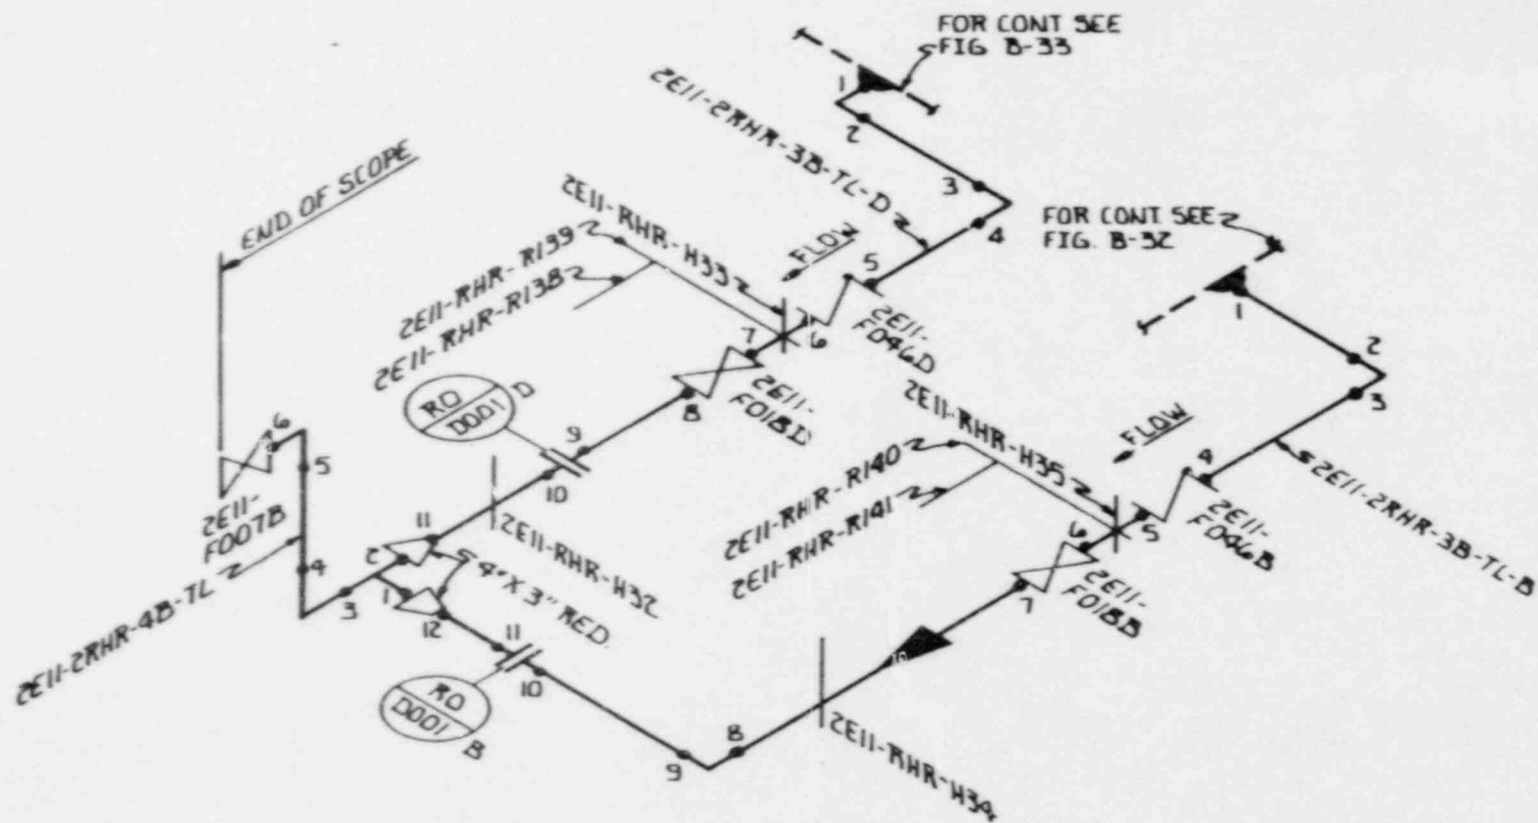 FOR CONT SEE
FIG B-33
1
2
2E11-2RHR-3B-TL-D
3
4
5
END OF SCOPE
2E11-RHR-H33
2E11-RHR-R139
2E11-RHR-R138
FLOW
FOR CONT SEE
FIG. B-32
1
2
3
2E11-
F046D
6
7
2E11-
F018D
8
RO
D001
D
9
10
2E11-RHR-H35
2E11-RHR-R140
2E11-RHR-R141
FLOW
4
2E11-2RHR-3B-TL-B
2E11-
F046B
5
6
2E11-
F018B
7
6
5
2E11-
F007B
4
2E11-2RHR-4B-TL
3
2
11
2E11-RHR-H32
4"X 3" RED.
1
12
11
10
RO
D001
B
9
8
2E11-RHR-H34